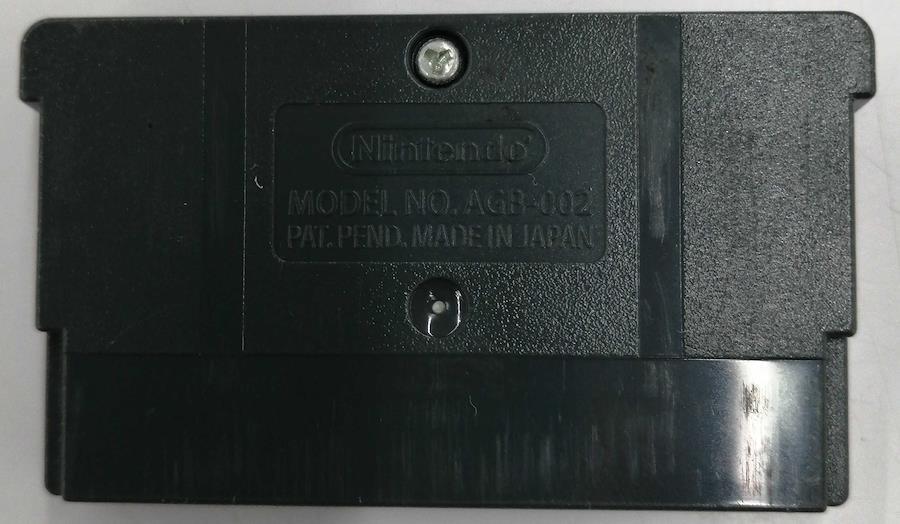 Nintendo
MODEL NO. AGB-002
PAT. PEND. MADE IN JAPAN